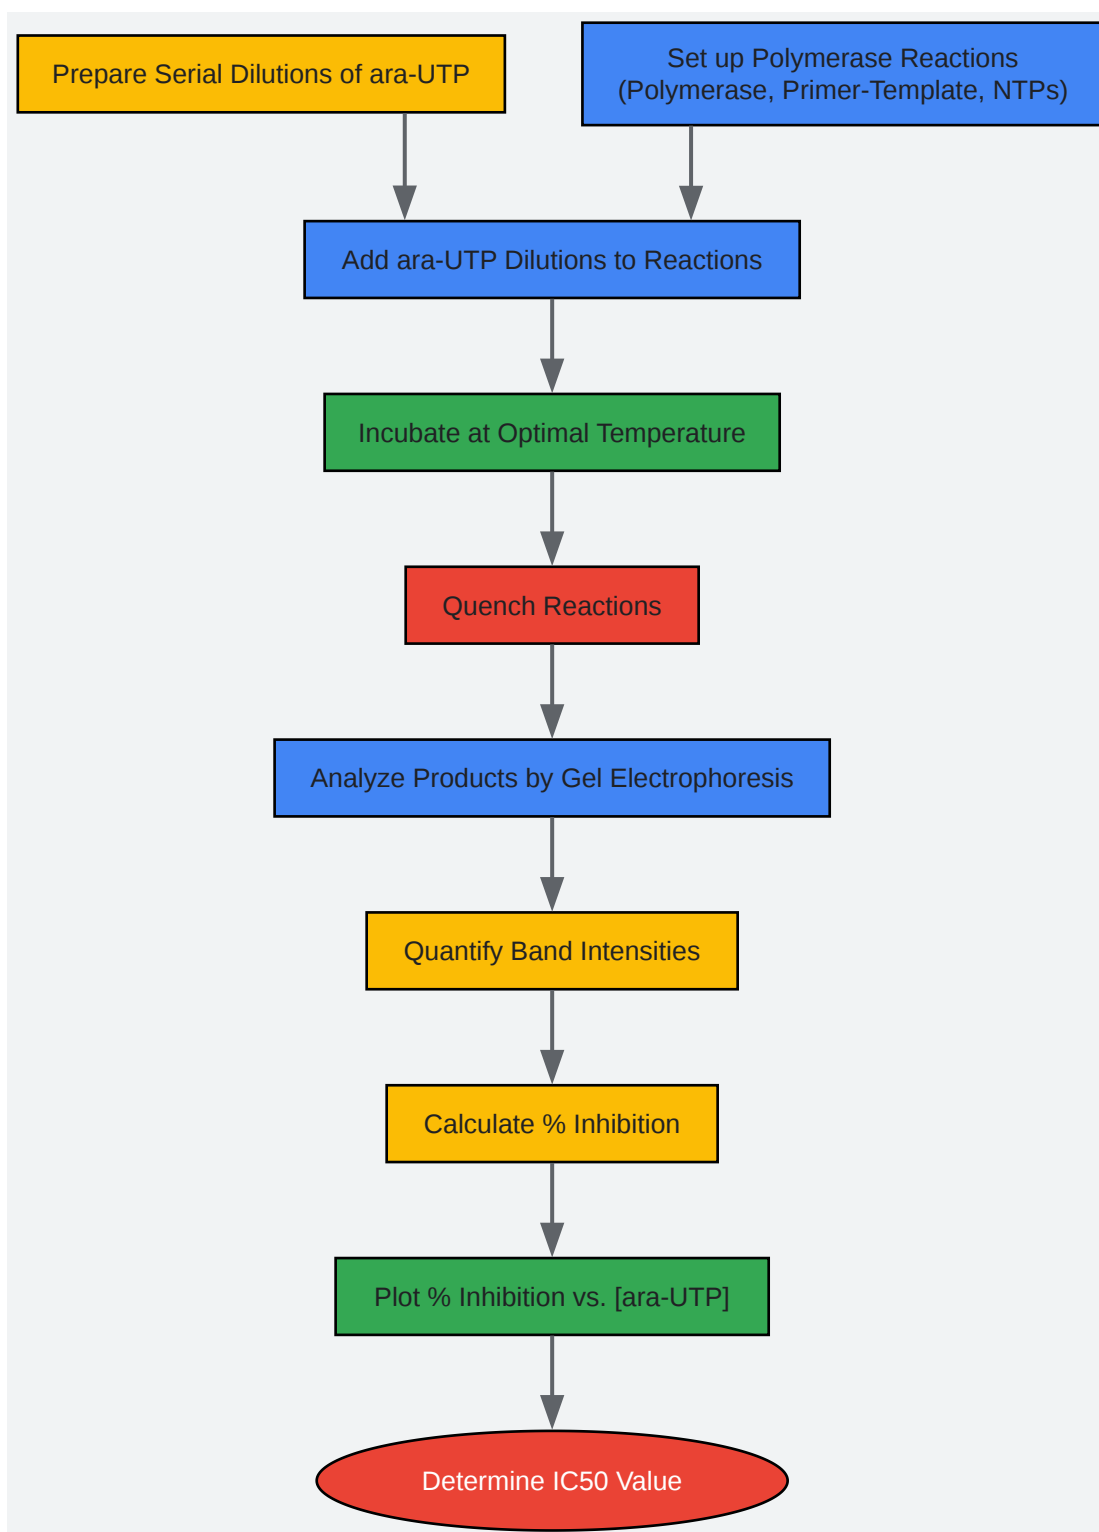 Prepare Serial Dilutions of ara-UTP
Set up Polymerase Reactions
(Polymerase, Primer-Template, NTPs)
Add ara-UTP Dilutions to Reactions
Incubate at Optimal Temperature
Quench Reactions
Analyze Products by Gel Electrophoresis
Quantify Band Intensities
Calculate % Inhibition
Plot % Inhibition vs. [ara-UTP]
Determine IC50 Value